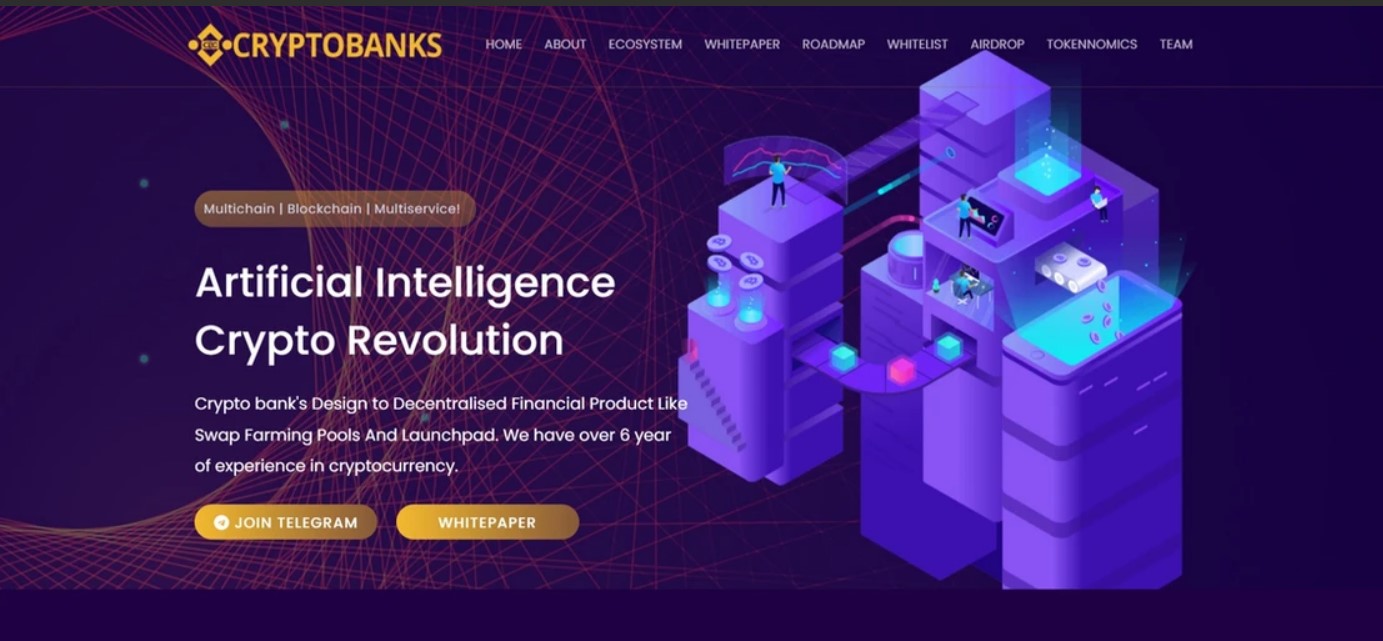 CRYPTOBANKS
HOME ABOUT ECOSYSTEM WHITEPAPER ROADMAP WHITELIST AIRDROP TOKENNOMICS TEAM
Multichain | Blockchain | Multiservice!
Artificial Intelligence
Crypto Revolution
Crypto bank's Design to Decentralised Financial Product Like
Swap Farming Pools And Launchpad. We have over 6 year
of experience in cryptocurrency.
JOIN TELEGRAM WHITEPAPER